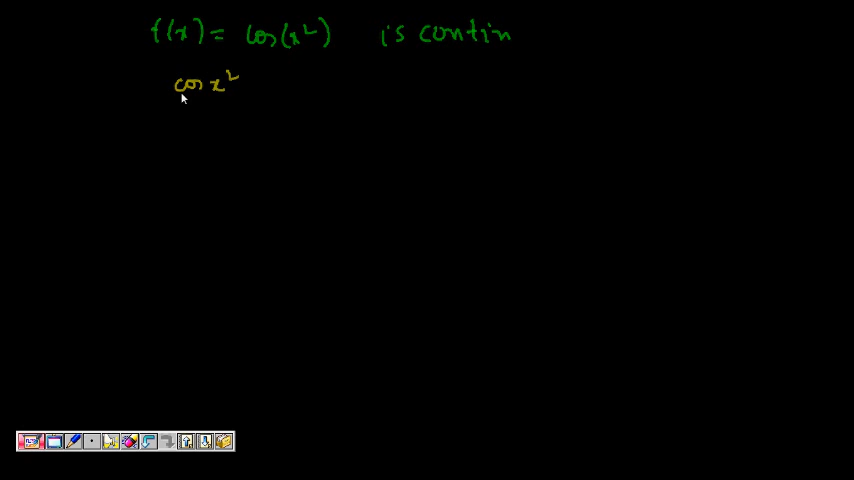 f(x) = cos(x²) is contin
cos x²